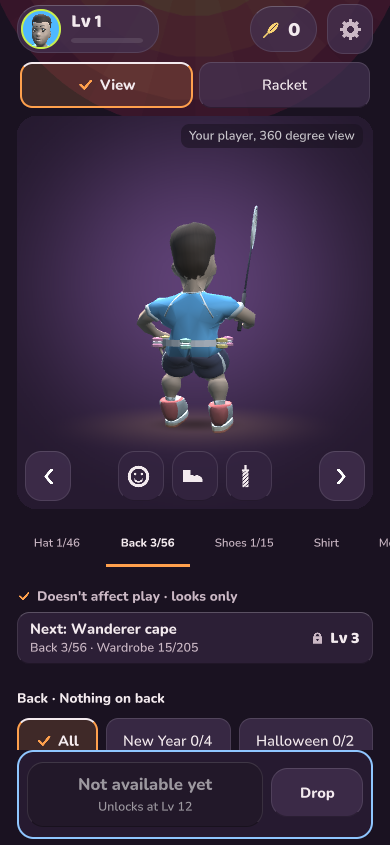 Lv 1
0
View
Racket
Your player, 360 degree view
Hat 1/46
Back 3/56
Shoes 1/15
Shirt
Doesn't affect play · looks only
Next: Wanderer cape
Back 3/56 · Wardrobe 15/205
Lv 3
Back · Nothing on back
All
New Year 0/4
Halloween 0/2
Not available yet
Unlocks at Lv 12
Drop